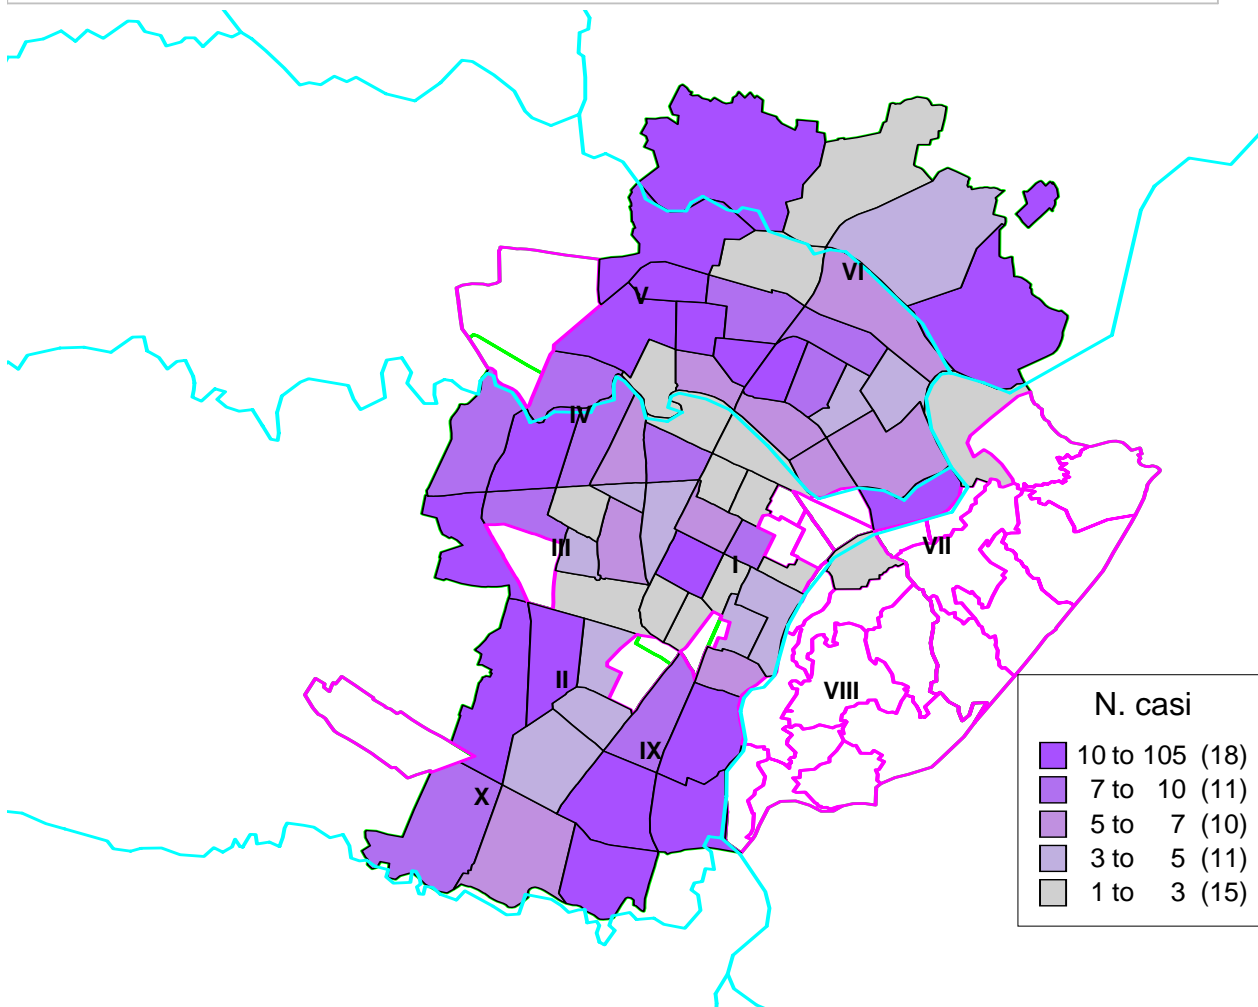 VI
V
IV
III
I
VII
II
VIII
IX
X
N. casi
10 to 105 (18)
7 to 10 (11)
5 to 7 (10)
3 to 5 (11)
1 to 3 (15)